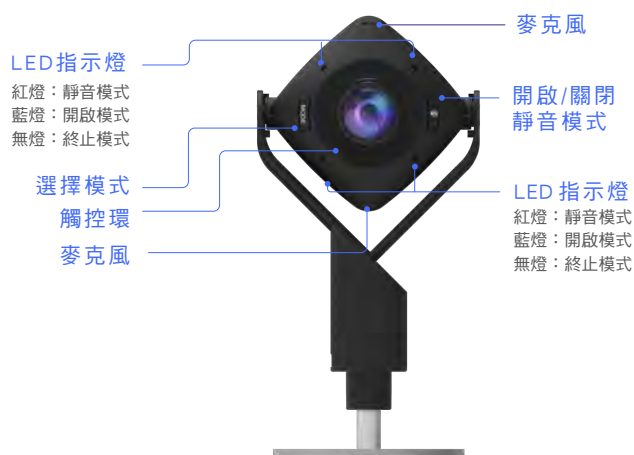 麥克風
LED指示燈
紅燈：靜音模式
藍燈：開啟模式
無燈：終止模式
開啟/關閉
靜音模式
MODE
選擇模式
觸控環
麥克風
LED 指示燈
紅燈：靜音模式
藍燈：開啟模式
無燈：終止模式